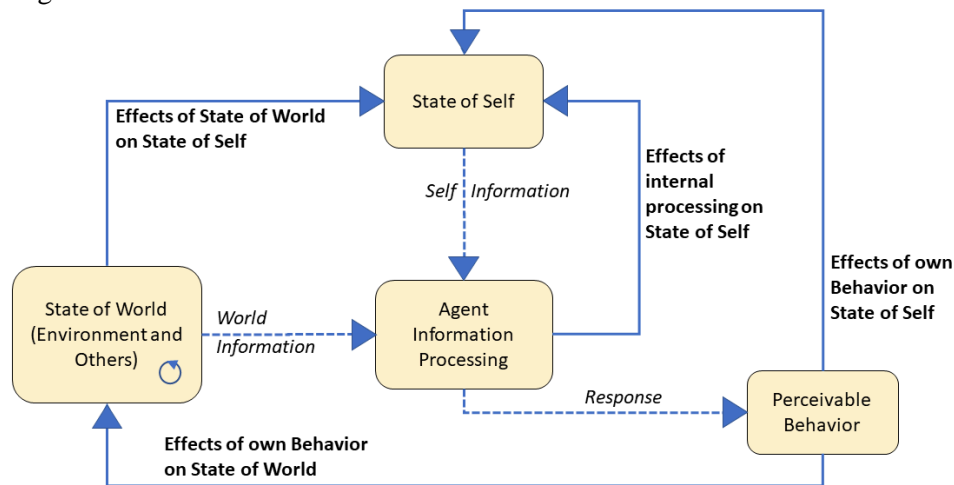 State of Self
Effects of State of World
on State of Self
Effects of
internal
processing on
State of Self
Self Information
Effects of own
Behavior on
State of Self
State of World
(Environment and
Others)
World
Information
Agent
Information
Processing
Response
Perceivable
Behavior
Effects of own Behavior
on State of World